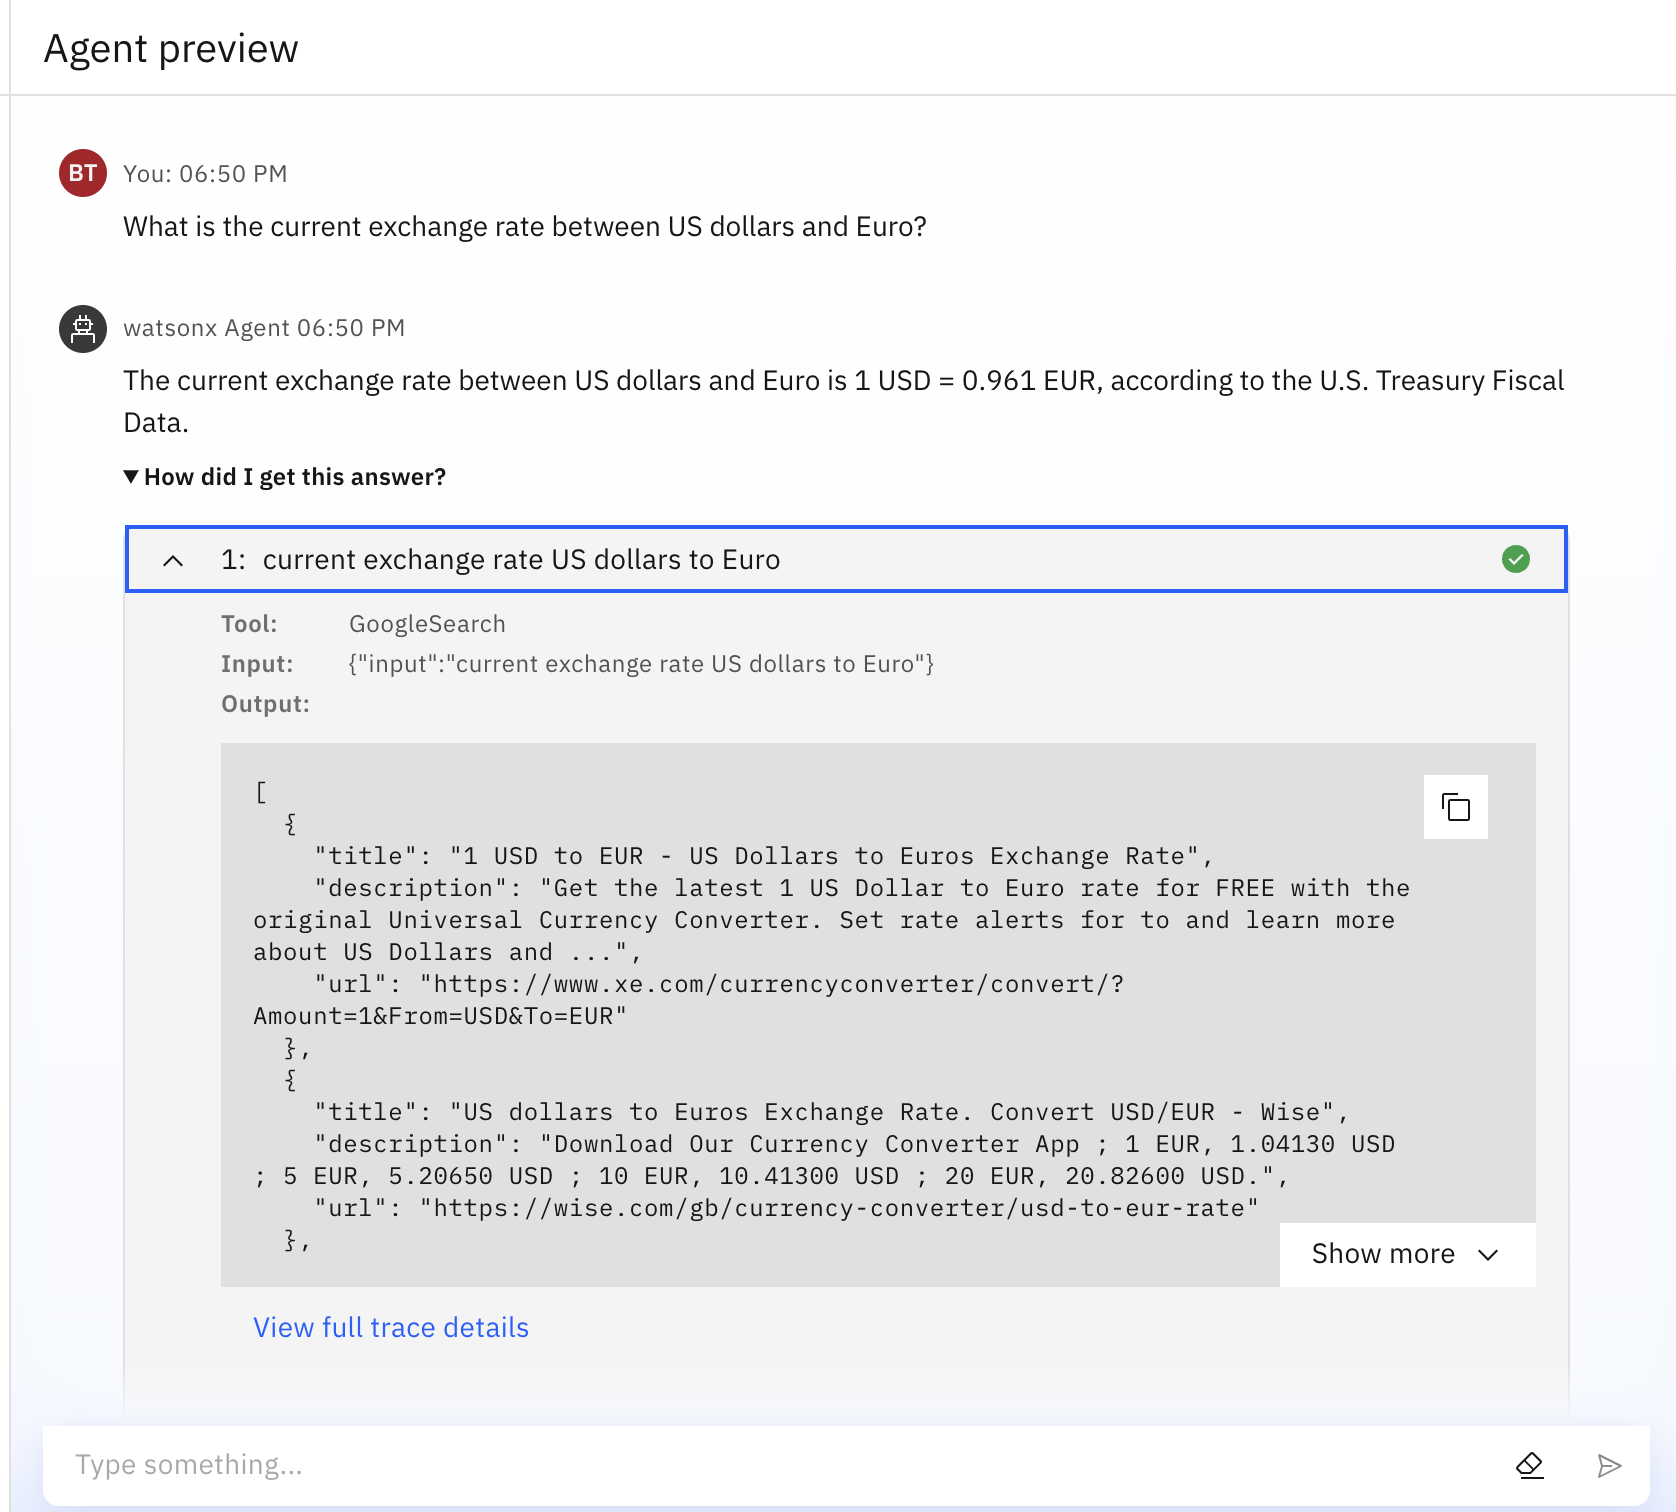 Agent preview
BT
You: 06:50 PM
What is the current exchange rate between US dollars and Euro?
watsonx Agent 06:50 PM
The current exchange rate between US dollars and Euro is 1 USD = 0.961 EUR, according to the U.S. Treasury Fiscal
Data.
How did I get this answer?
1: current exchange rate US dollars to Euro
Tool: GoogleSearch
Input: {"input":"current exchange rate US dollars to Euro"}
Output:
[
{
"title": "1 USD to EUR - US Dollars to Euros Exchange Rate",
"description": "Get the latest 1 US Dollar to Euro rate for FREE with the
original Universal Currency Converter. Set rate alerts for to and learn more
about US Dollars and ...",
"url": "https://www.xe.com/currencyconverter/convert/?
Amount=1&From=USD&To=EUR"
},
{
"title": "US dollars to Euros Exchange Rate. Convert USD/EUR - Wise",
"description": "Download Our Currency Converter App ; 1 EUR, 1.04130 USD
; 5 EUR, 5.20650 USD ; 10 EUR, 10.41300 USD ; 20 EUR, 20.82600 USD.",
"url": "https://wise.com/gb/currency-converter/usd-to-eur-rate"
},
Show more
View full trace details
Type something...